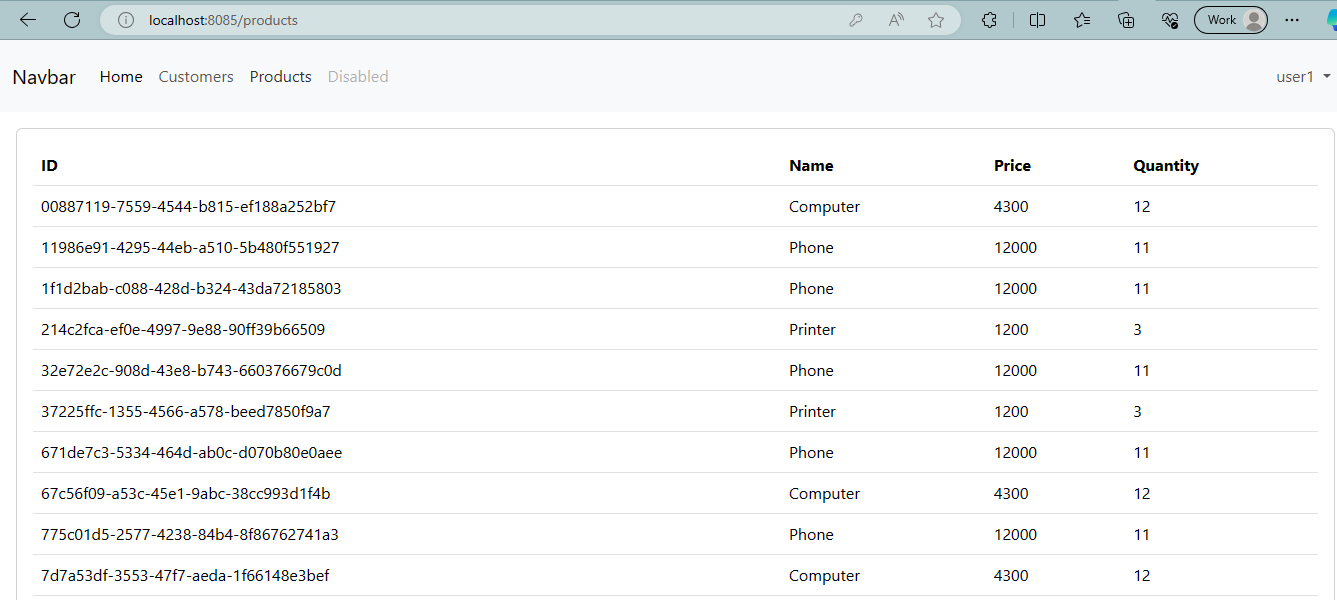 localhost:8085/products
Work
Navbar Home Customers Products Disabled user1
ID Name Price Quantity
00887119-7559-4544-b815-ef188a252bf7 Computer 4300 12
11986e91-4295-44eb-a510-5b480f551927 Phone 12000 11
1f1d2bab-c088-428d-b324-43da72185803 Phone 12000 11
214c2fca-ef0e-4997-9e88-90ff39b66509 Printer 1200 3
32e72e2c-908d-43e8-b743-660376679c0d Phone 12000 11
37225ffc-1355-4566-a578-beed7850f9a7 Printer 1200 3
671de7c3-5334-464d-ab0c-d070b80e0aee Phone 12000 11
67c56f09-a53c-45e1-9abc-38cc993d1f4b Computer 4300 12
775c01d5-2577-4238-84b4-8f86762741a3 Phone 12000 11
7d7a53df-3553-47f7-aeda-1f66148e3bef Computer 4300 12